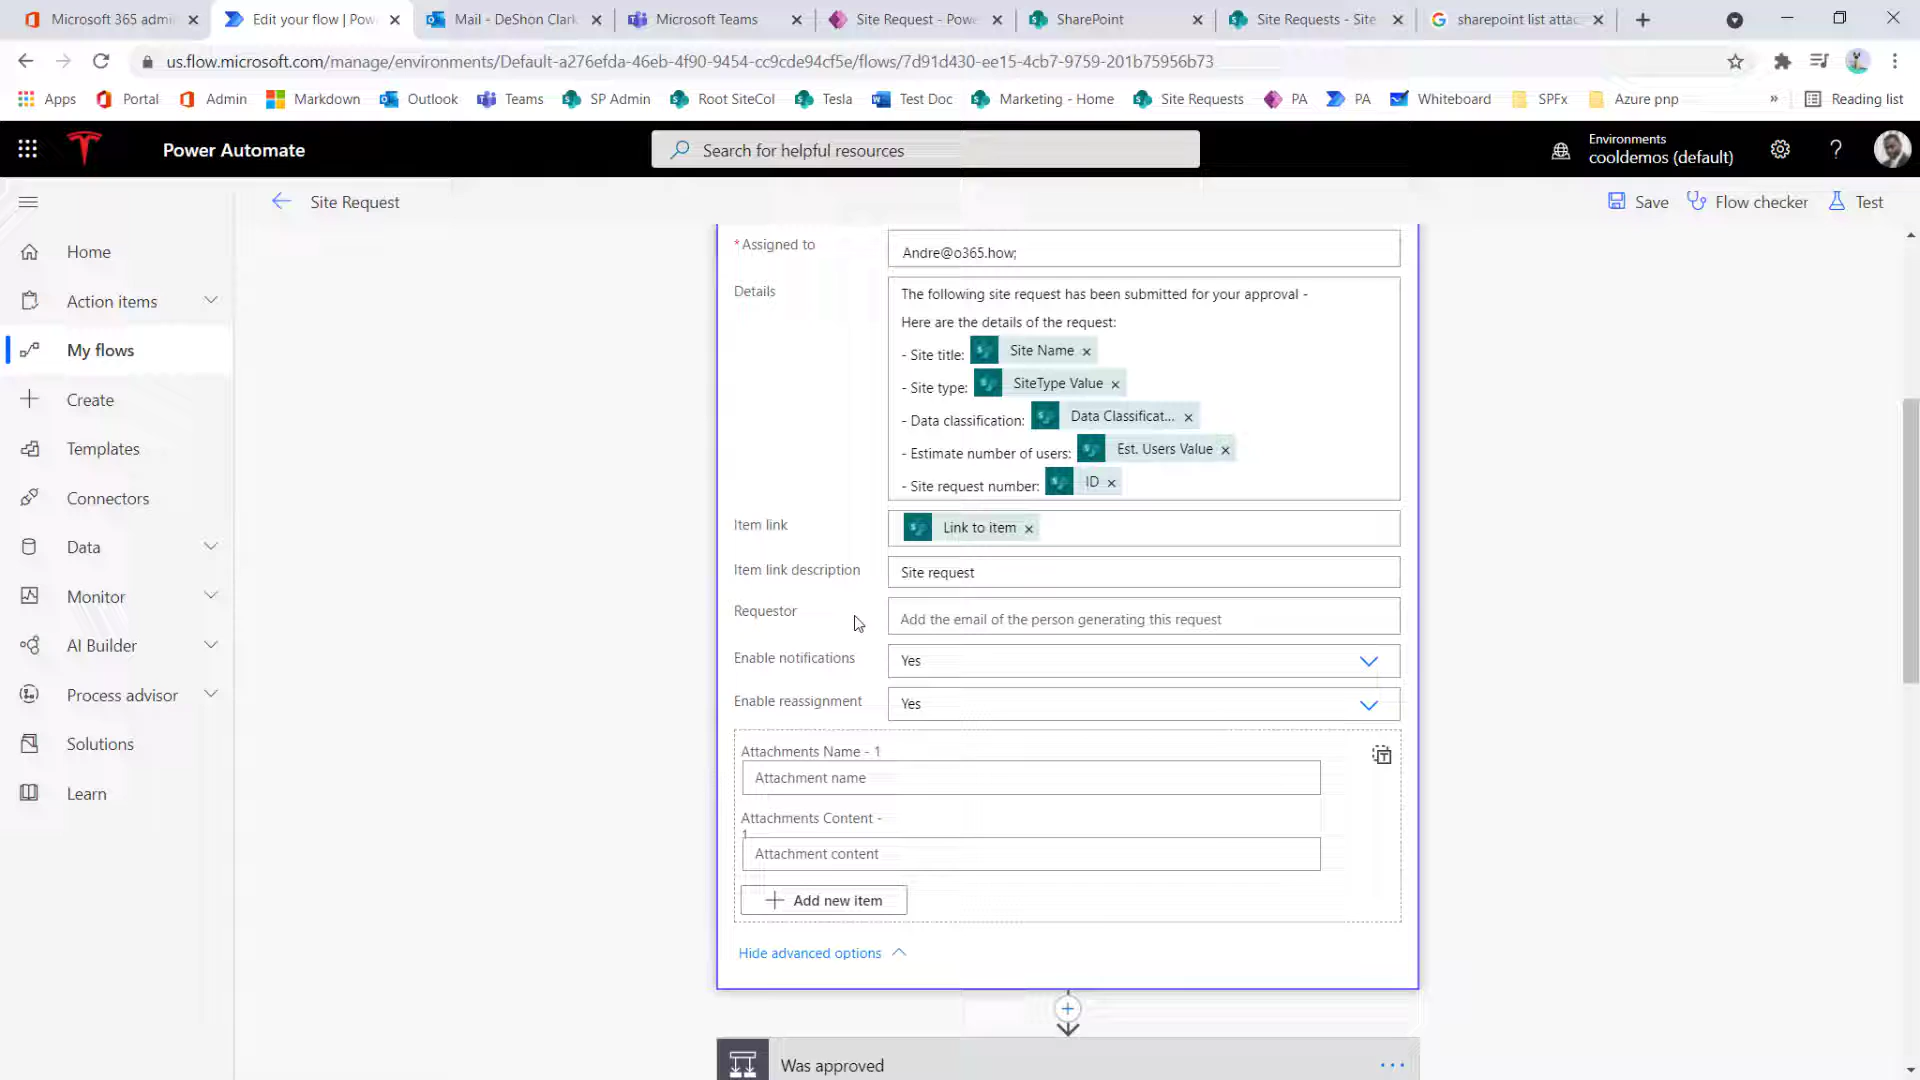 Microsoft 365 admi
Edit your flow | Pow
Mail - DeShon Clark
Microsoft Teams
Site Request - Powe
SharePoint
Site Requests - Site
sharepoint list attac
us.flow.microsoft.com/manage/environments/Default-a276efda-46eb-4f90-9454-cc9cde94cf5e/flows/7d91d430-ee15-4cb7-9759-201b75956b73
Apps
Portal
Admin
Markdown
Outlook
Teams
SP Admin
Root SiteCol
Tesla
Test Doc
Marketing - Home
Site Requests
PA
PA
Whiteboard
SPFx
Azure pnp
»
Reading list
Power Automate
Search for helpful resources
Environments
cooldemos (default)
Site Request
Save
Flow checker
Test
Home
Action items
My flows
Create
Templates
Connectors
Data
Monitor
AI Builder
Process advisor
Solutions
Learn
* Assigned to
Andre@o365.how;
Details
The following site request has been submitted for your approval -
Here are the details of the request:
- Site title: Site Name ×
- Site type: SiteType Value ×
- Data classification: Data Classificat... ×
- Estimate number of users: Est. Users Value ×
- Site request number: ID ×
Item link
Link to item ×
Item link description
Site request
Requestor
Add the email of the person generating this request
Enable notifications
Yes
Enable reassignment
Yes
Attachments Name - 1
Attachment name
Attachments Content -
1
Attachment content
Add new item
Hide advanced options
Was approved